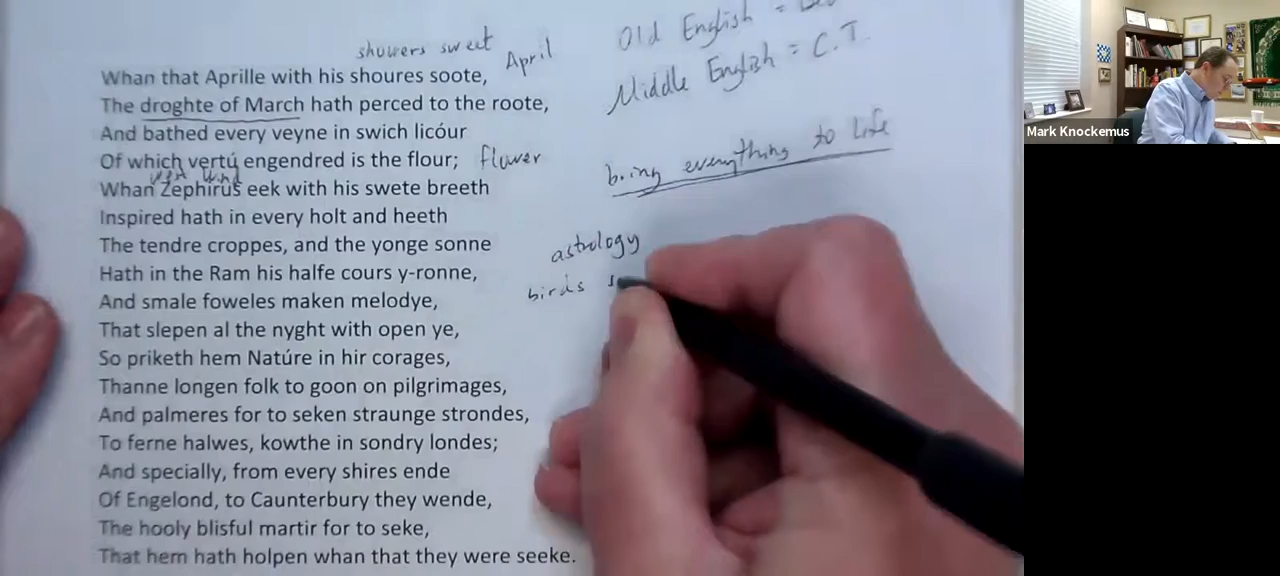 showers sweet April
Old English =
Middle English = C.T.
Whan that Aprille with his shoures soote,
The droghte of March hath perced to the roote,
And bathed every veyne in swich licóur
Of which vertú engendred is the flour; flower
bring everything to life
West Wind
Whan Zephirus eek with his swete breeth
Inspired hath in every holt and heeth
The tendre croppes, and the yonge sonne
astrology
Hath in the Ram his halfe cours y-ronne,
birds s
And smale foweles maken melodye,
That slepen al the nyght with open ye,
So priketh hem Natúre in hir corages,
Thanne longen folk to goon on pilgrimages,
And palmeres for to seken straunge strondes,
To ferne halwes, kowthe in sondry londes;
And specially, from every shires ende
Of Engelond, to Caunterbury they wende,
The hooly blisful martir for to seke,
That hem hath holpen whan that they were seeke.
Mark Knockemus